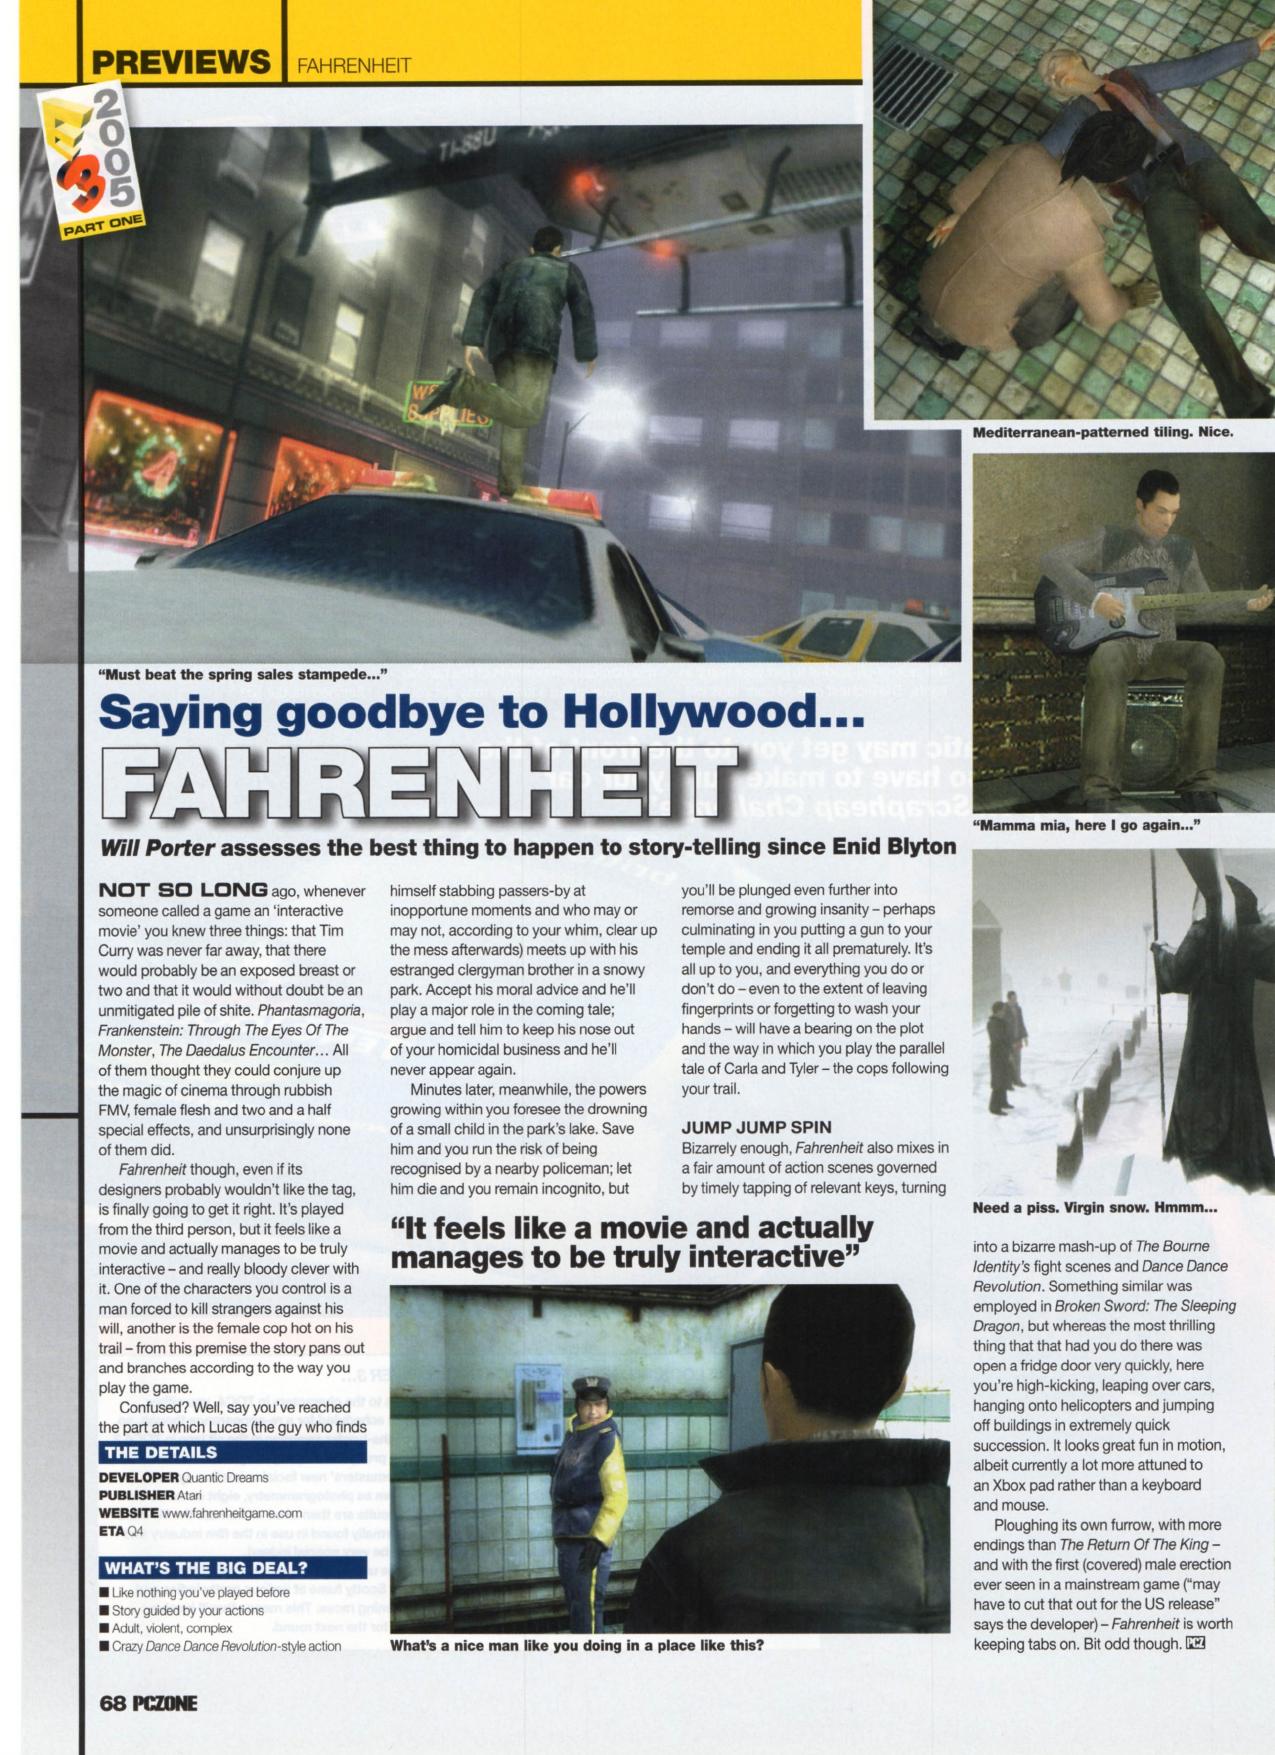 PREVIEWS
FAHRENHEIT
E3
2005
PART ONE
TI-88U
WE
SUPPLIES
4
"Must beat the spring sales stampede..."
Mediterranean-patterned tiling. Nice.
"Mamma mia, here I go again..."
Need a piss. Virgin snow. Hmmm...
Saying goodbye to Hollywood...
FAHRENHEIT
Will Porter assesses the best thing to happen to story-telling since Enid Blyton
NOT SO LONG ago, whenever
someone called a game an 'interactive
movie' you knew three things: that Tim
Curry was never far away, that there
would probably be an exposed breast or
two and that it would without doubt be an
unmitigated pile of shite. Phantasmagoria,
Frankenstein: Through The Eyes Of The
Monster, The Daedalus Encounter... All
of them thought they could conjure up
the magic of cinema through rubbish
FMV, female flesh and two and a half
special effects, and unsurprisingly none
of them did.
Fahrenheit though, even if its
designers probably wouldn't like the tag,
is finally going to get it right. It's played
from the third person, but it feels like a
movie and actually manages to be truly
interactive – and really bloody clever with
it. One of the characters you control is a
man forced to kill strangers against his
will, another is the female cop hot on his
trail – from this premise the story pans out
and branches according to the way you
play the game.
Confused? Well, say you've reached
the part at which Lucas (the guy who finds
himself stabbing passers-by at
inopportune moments and who may or
may not, according to your whim, clear up
the mess afterwards) meets up with his
estranged clergyman brother in a snowy
park. Accept his moral advice and he'll
play a major role in the coming tale;
argue and tell him to keep his nose out
of your homicidal business and he'll
never appear again.
Minutes later, meanwhile, the powers
growing within you foresee the drowning
of a small child in the park's lake. Save
him and you run the risk of being
recognised by a nearby policeman; let
him die and you remain incognito, but
you'll be plunged even further into
remorse and growing insanity – perhaps
culminating in you putting a gun to your
temple and ending it all prematurely. It's
all up to you, and everything you do or
don't do – even to the extent of leaving
fingerprints or forgetting to wash your
hands – will have a bearing on the plot
and the way in which you play the parallel
tale of Carla and Tyler – the cops following
your trail.
JUMP JUMP SPIN
Bizarrely enough, Fahrenheit also mixes in
a fair amount of action scenes governed
by timely tapping of relevant keys, turning
into a bizarre mash-up of The Bourne
Identity's fight scenes and Dance Dance
Revolution. Something similar was
employed in Broken Sword: The Sleeping
Dragon, but whereas the most thrilling
thing that that had you do there was
open a fridge door very quickly, here
you're high-kicking, leaping over cars,
hanging onto helicopters and jumping
off buildings in extremely quick
succession. It looks great fun in motion,
albeit currently a lot more attuned to
an Xbox pad rather than a keyboard
and mouse.
Ploughing its own furrow, with more
endings than The Return Of The King –
and with the first (covered) male erection
ever seen in a mainstream game ("may
have to cut that out for the US release"
says the developer) – Fahrenheit is worth
keeping tabs on. Bit odd though. PCZ
"It feels like a movie and actually
manages to be truly interactive"
What's a nice man like you doing in a place like this?
THE DETAILS
DEVELOPER Quantic Dreams
PUBLISHER Atari
WEBSITE www.fahrenheitgame.com
ETA Q4
WHAT'S THE BIG DEAL?
■ Like nothing you've played before
■ Story guided by your actions
■ Adult, violent, complex
■ Crazy Dance Dance Revolution-style action
68 PCZONE